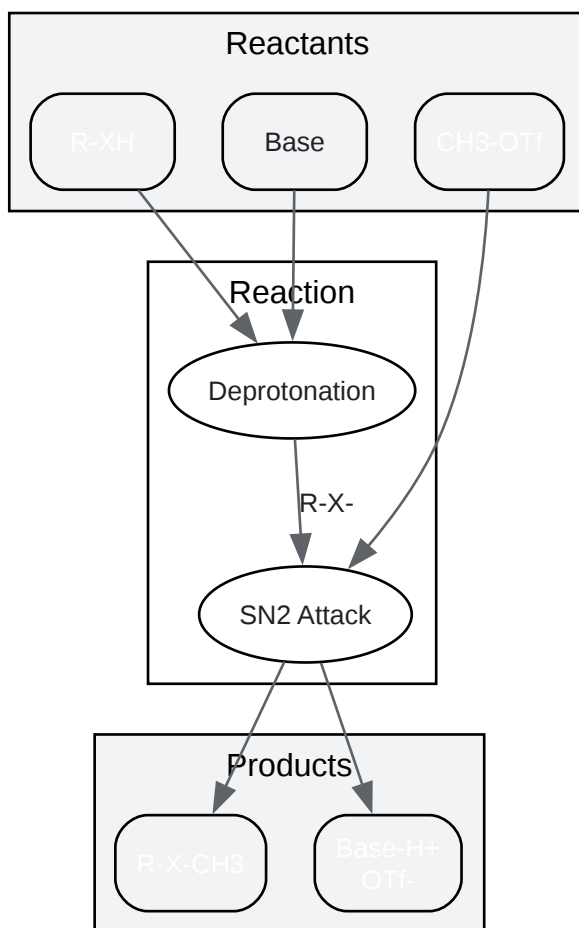 Reactants
R-XH
Base
CH3-OTf
Reaction
Deprotonation
R-X-
SN2 Attack
Products
R-X-CH3
Base-H+
OTf-